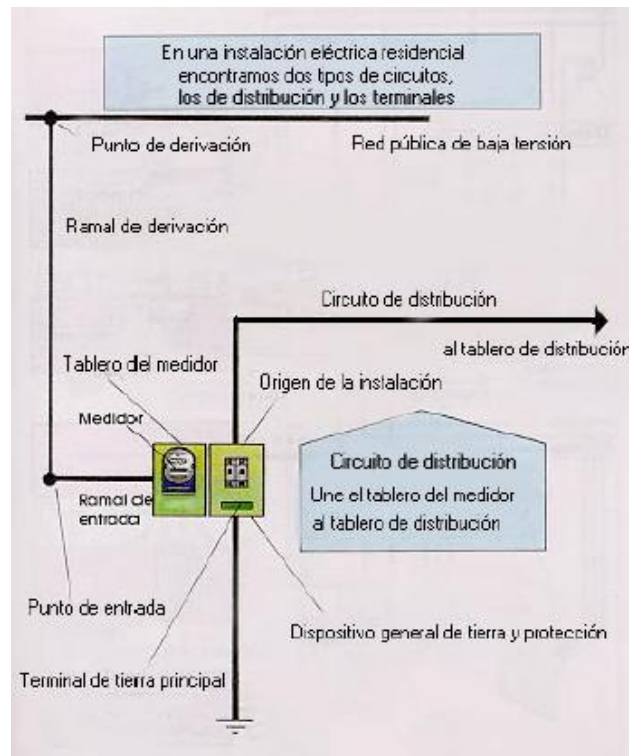 En una instalación eléctrica residencial
encontramos dos tipos de circuitos,
los de distribución y los terminales
Punto de derivación
Red pública de baja tensión
Ramal de derivación
Circuito de distribución
al tablero de distribución
Tablero del medidor
Origen de la instalación
Medidor
Circuito de distribución
Une el tablero del medidor
al tablero de distribución
Ramal de
entrada
Punto de entrada
Dispositivo general de tierra y protección
Terminal de tierra principal